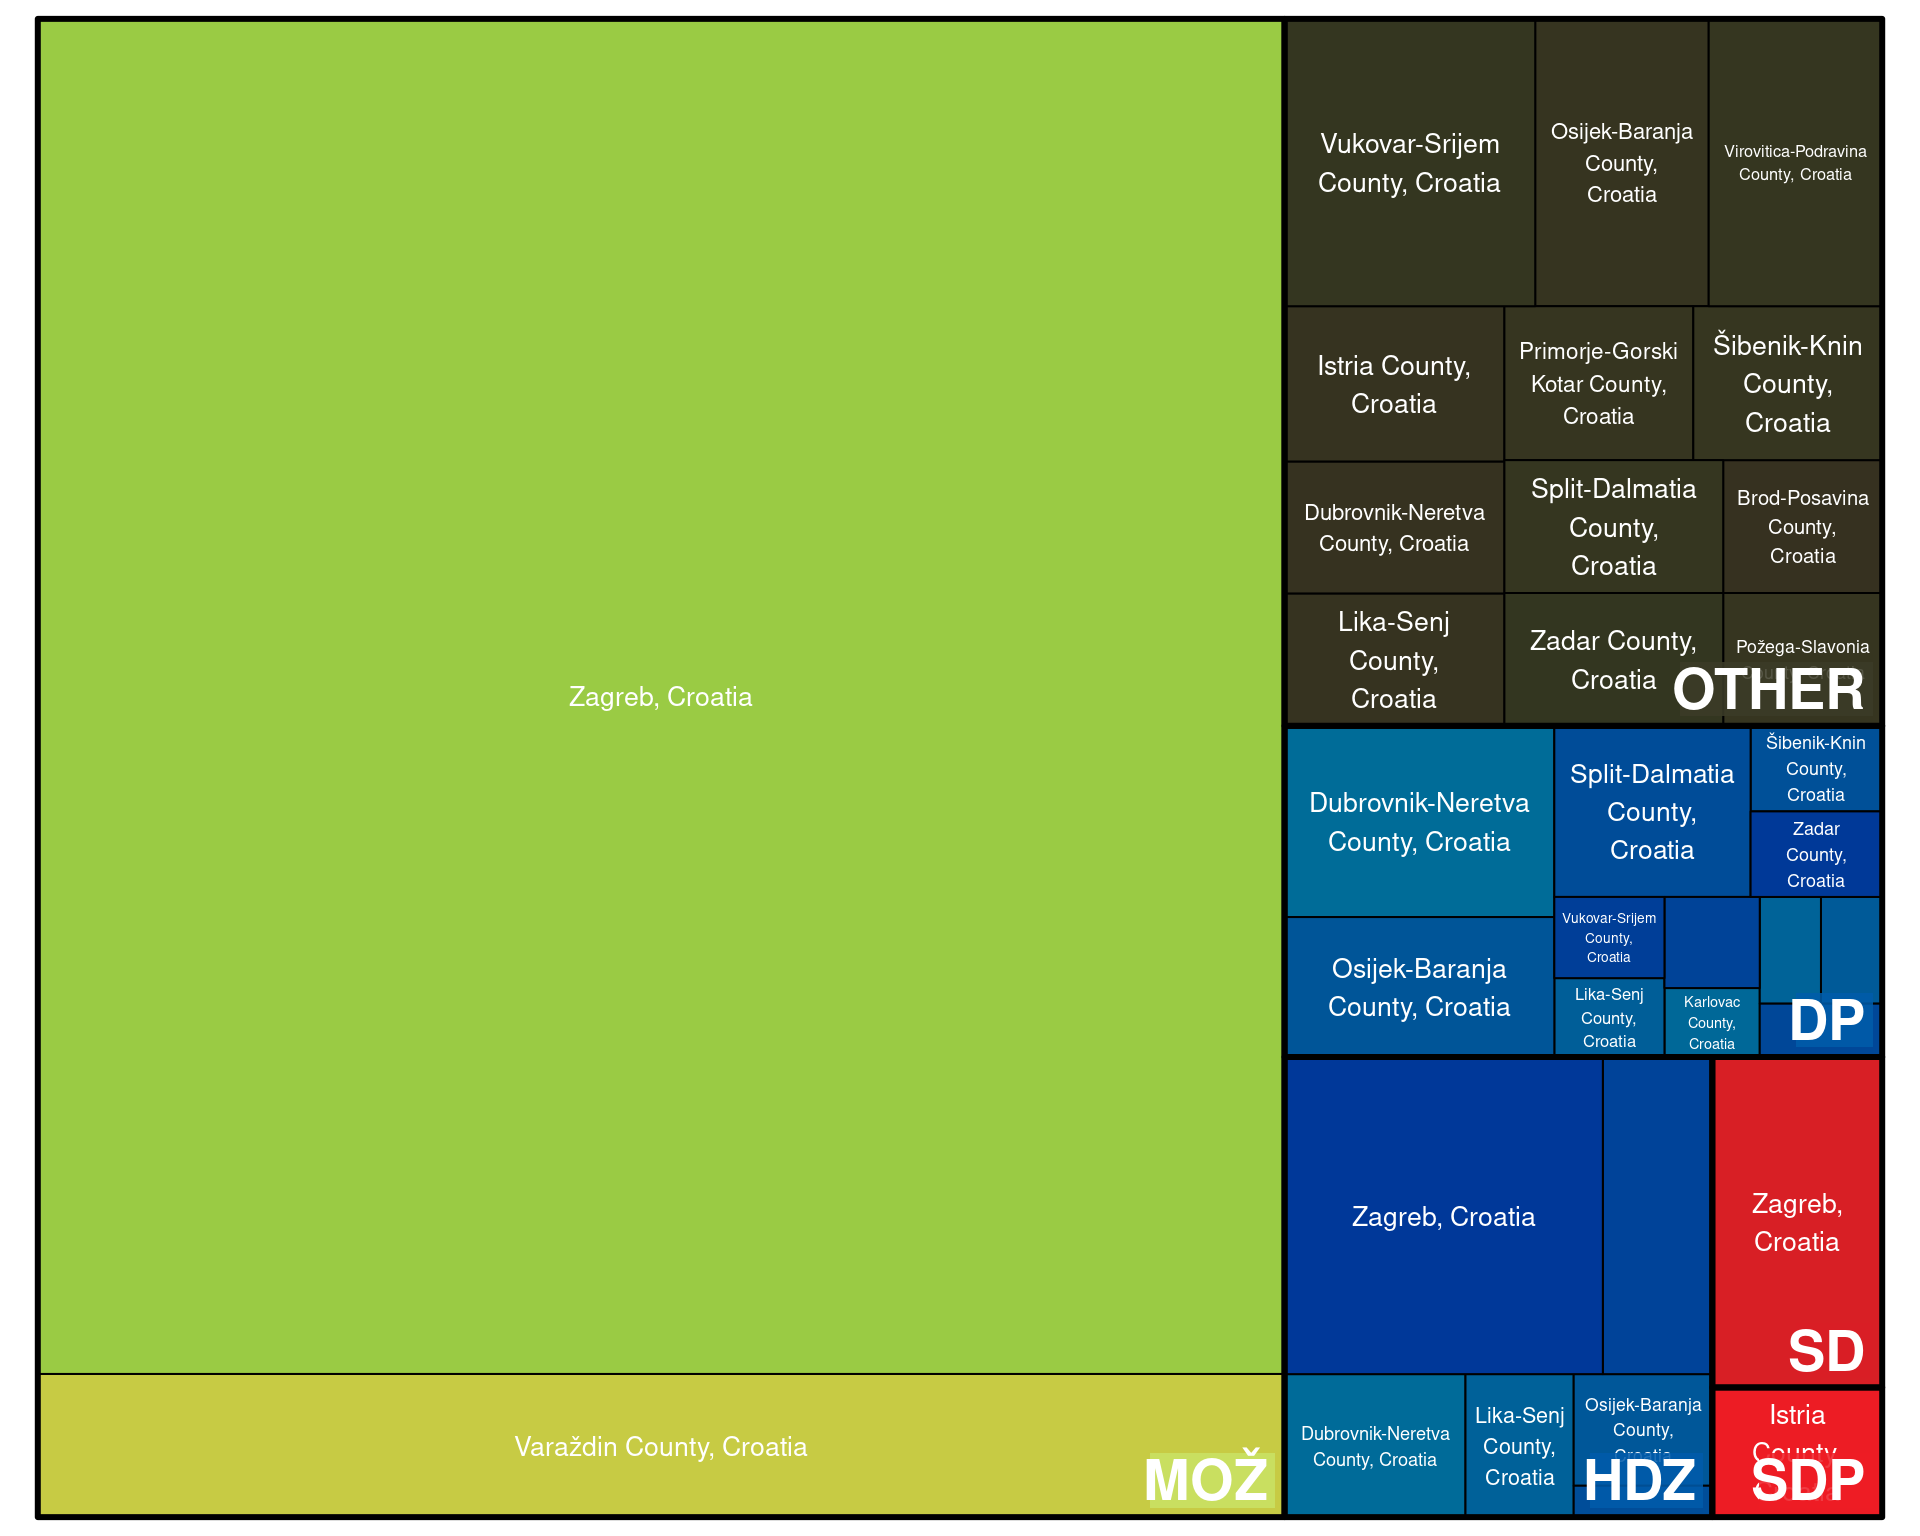 Zagreb, Croatia
Varaždin County, Croatia
MOŽ
Vukovar-Srijem
County, Croatia
Osijek-Baranja
County,
Croatia
Virovitica-Podravina
County, Croatia
Istria County,
Croatia
Primorje-Gorski
Kotar County,
Croatia
Šibenik-Knin
County,
Croatia
Dubrovnik-Neretva
County, Croatia
Split-Dalmatia
County,
Croatia
Brod-Posavina
County,
Croatia
Lika-Senj
County,
Croatia
Zadar County,
Croatia
Požega-Slavonia
County, Croatia
OTHER
Dubrovnik-Neretva
County, Croatia
Split-Dalmatia
County,
Croatia
Šibenik-Knin
County,
Croatia
Zadar
County,
Croatia
Osijek-Baranja
County, Croatia
Vukovar-Srijem
County,
Croatia
Lika-Senj
County,
Croatia
Karlovac
County,
Croatia
DP
Zagreb, Croatia
Dubrovnik-Neretva
County, Croatia
Lika-Senj
County,
Croatia
Osijek-Baranja
County,
Croatia
HDZ
Zagreb,
Croatia
SD
Istria
County,
Croatia
SDP